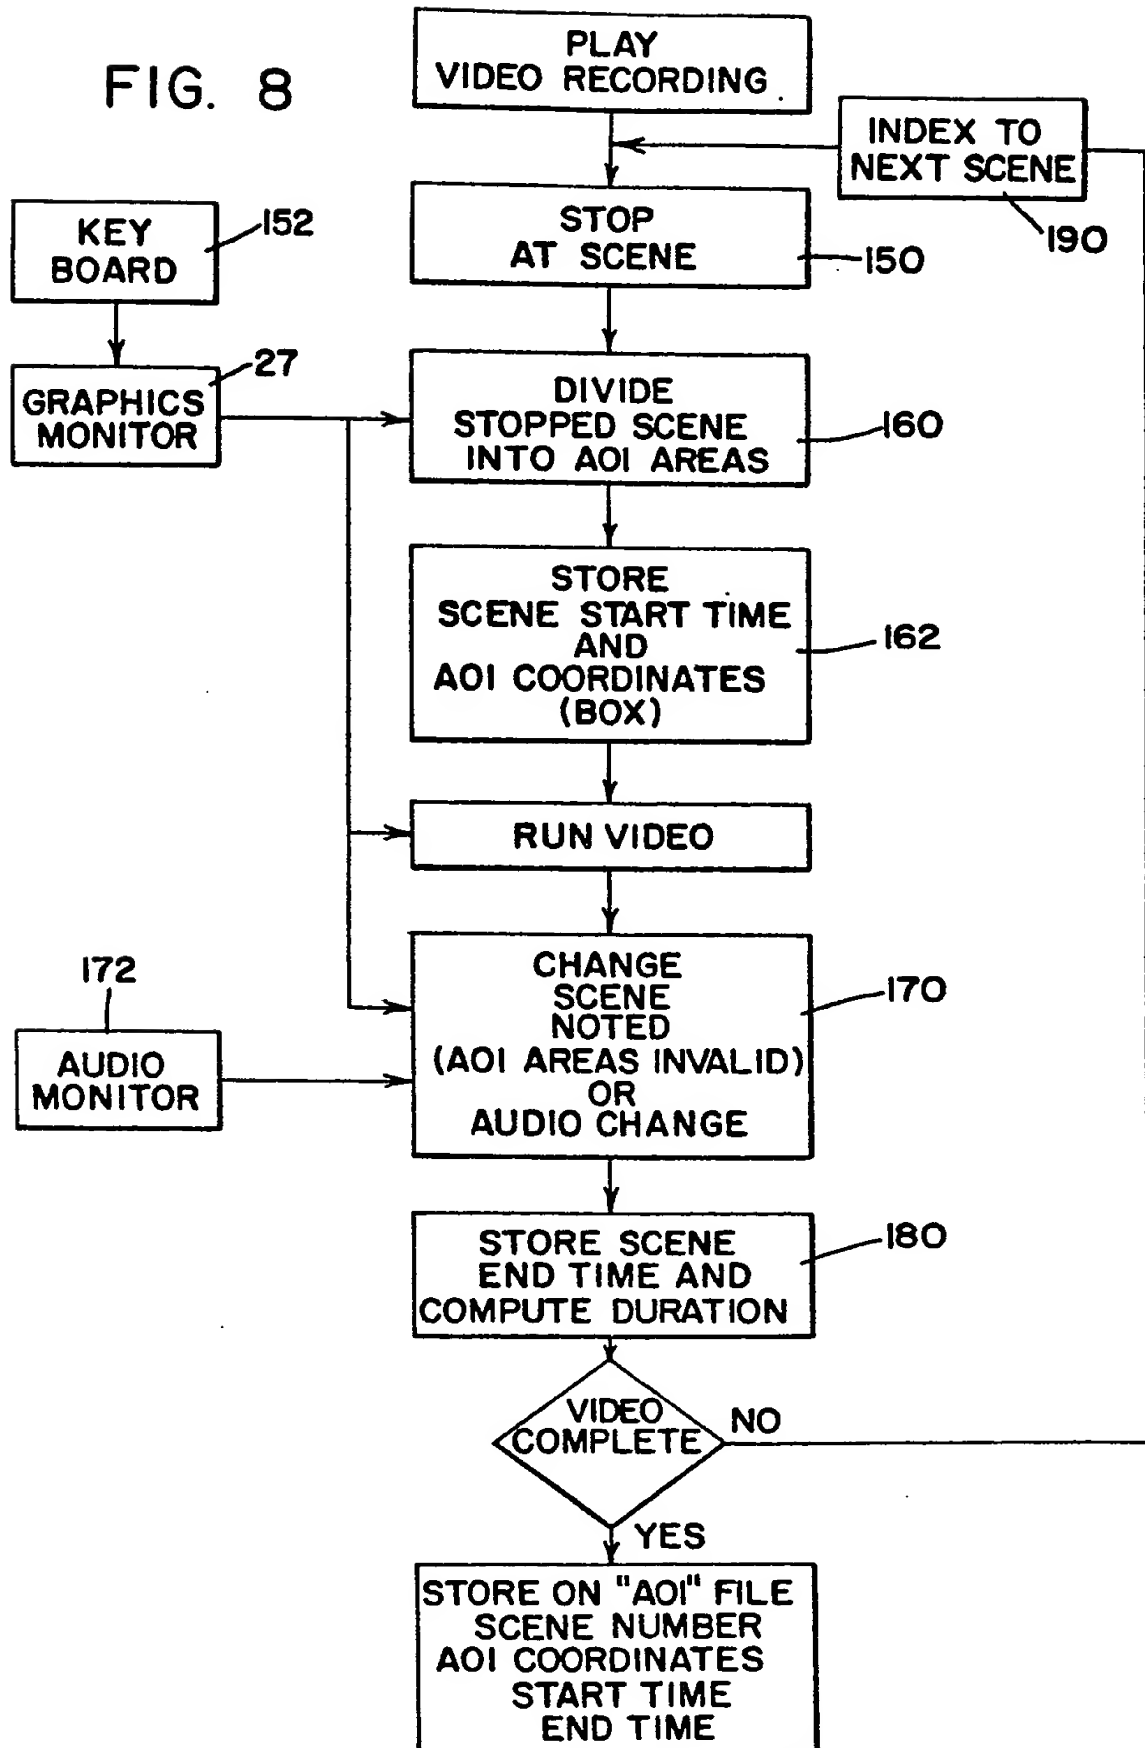 FIG. 8
PLAY
VIDEO RECORDING
INDEX TO
NEXT SCENE
190
KEY
BOARD
152
STOP
AT SCENE
150
GRAPHICS
MONITOR
27
DIVIDE
STOPPED SCENE
INTO AOI AREAS
160
STORE
SCENE START TIME
AND
AOI COORDINATES
(BOX)
162
RUN VIDEO
172
AUDIO
MONITOR
CHANGE
SCENE
NOTED
(AOI AREAS INVALID)
OR
AUDIO CHANGE
170
STORE SCENE
END TIME AND
COMPUTE DURATION
180
VIDEO
COMPLETE
NO
YES
STORE ON "AOI" FILE
SCENE NUMBER
AOI COORDINATES
START TIME
END TIME